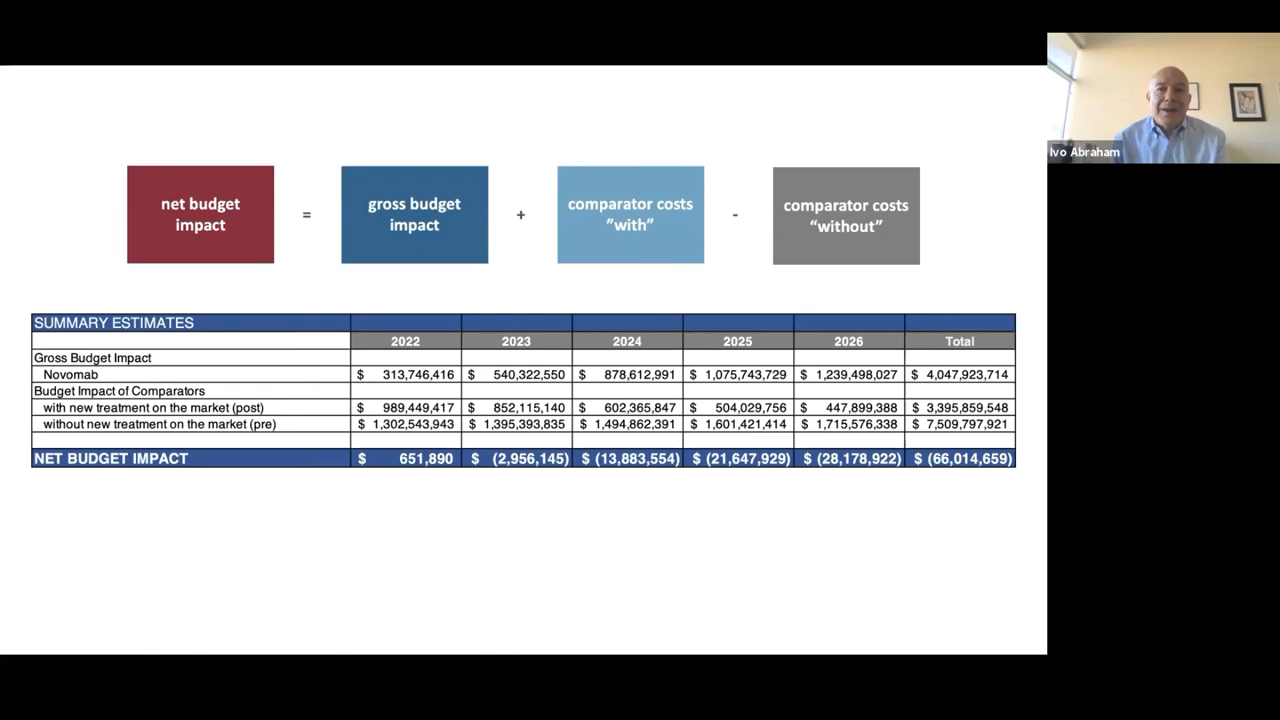 Ivo Abraham
net budget
impact
=
gross budget
impact
+
comparator costs
”with”
-
comparator costs
“without”
SUMMARY ESTIMATES
2022 2023 2024 2025 2026 Total
Gross Budget Impact
Novomab $ 313,746,416 $ 540,322,550 $ 878,612,991 $ 1,075,743,729 $ 1,239,498,027 $ 4,047,923,714
Budget Impact of Comparators
with new treatment on the market (post) $ 989,449,417 $ 852,115,140 $ 602,365,847 $ 504,029,756 $ 447,899,388 $ 3,395,859,548
without new treatment on the market (pre) $ 1,302,543,943 $ 1,395,393,835 $ 1,494,862,391 $ 1,601,421,414 $ 1,715,576,338 $ 7,509,797,921
NET BUDGET IMPACT $ 651,890 $ (2,956,145) $ (13,883,554) $ (21,647,929) $ (28,178,922) $ (66,014,659)